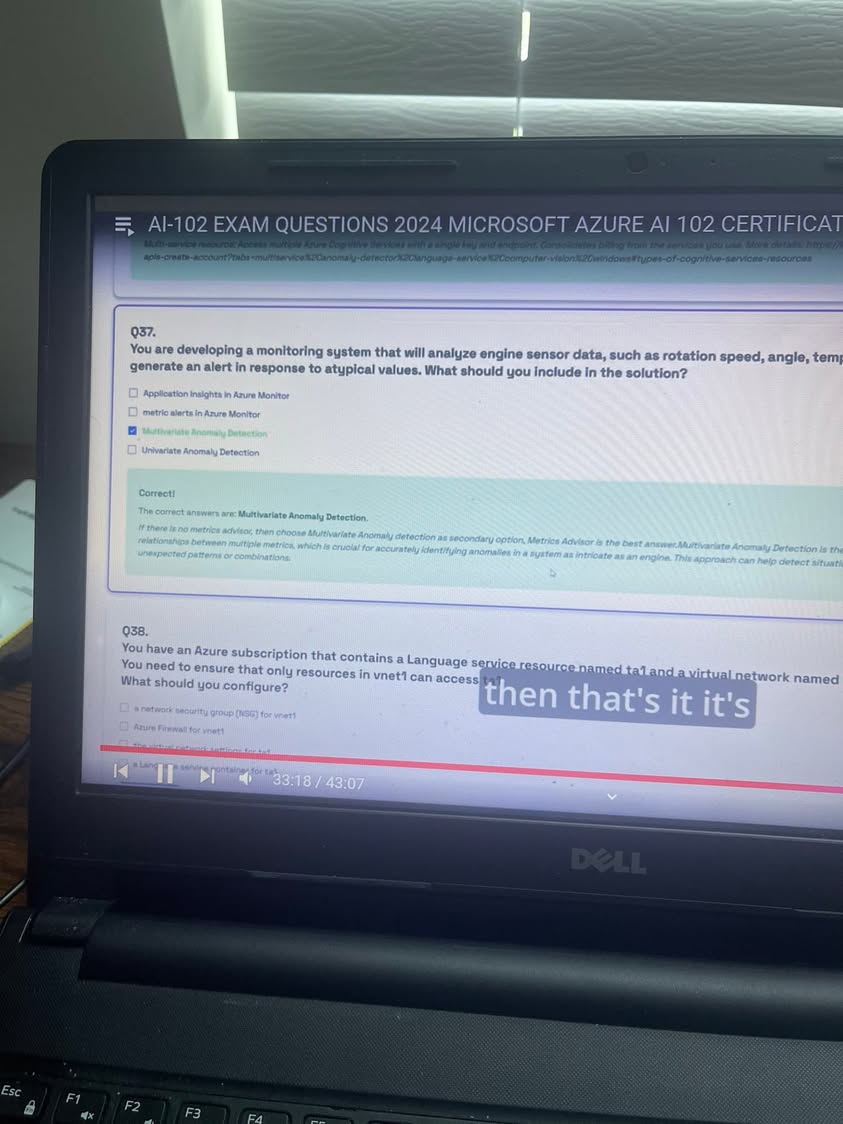 AI-102 EXAM QUESTIONS 2024 MICROSOFT AZURE AI 102 CERTIFICAT
Multi-service resource: Access multiple Azure Cognitive Services with a single key and endpoint. Consolidates billing from the services you use. More details: https://
apis-create-account?tabs=multiservice%2Canomaly-detector%2Clanguage-service%2Ccomputer-vision%2Cwindows#types-of-cognitive-services-resources
Q37.
You are developing a monitoring system that will analyze engine sensor data, such as rotation speed, angle, temp
generate an alert in response to atypical values. What should you include in the solution?
Application Insights in Azure Monitor
metric alerts in Azure Monitor
Multivariate Anomaly Detection
Univariate Anomaly Detection
Correct!
The correct answers are: Multivariate Anomaly Detection.
If there is no metrics advisor, then choose Multivariate Anomaly detection as secondary option, Metrics Advisor is the best answer.Multivariate Anomaly Detection is the
relationships between multiple metrics, which is crucial for accurately identifying anomalies in a system as intricate as an engine. This approach can help detect situati
unexpected patterns or combinations.
Q38.
You have an Azure subscription that contains a Language service resource named ta1 and a virtual network named
You need to ensure that only resources in vnet1 can access ta1.
What should you configure?
then that's it it's
a network security group (NSG) for vnet1
Azure Firewall for vnet1
the virtual network settings for ta1
a Language service container for ta1
33:18 / 43:07
DELL
Esc
F1
F2
F3
F4